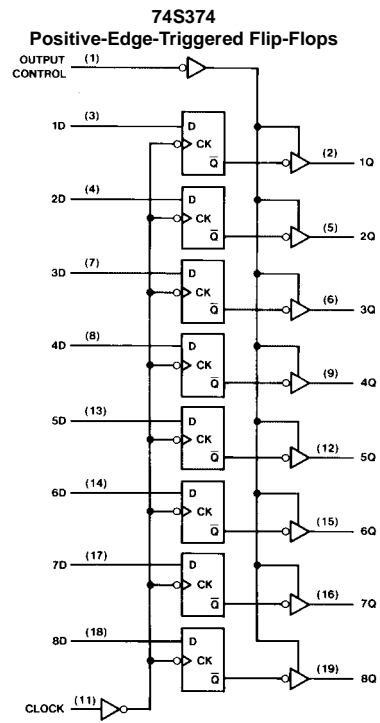 74S374
Positive-Edge-Triggered Flip-Flops
OUTPUT CONTROL (1)
1D (3) D CK Q̅ (2) 1Q
2D (4) D CK Q̅ (5) 2Q
3D (7) D CK Q̅ (6) 3Q
4D (8) D CK Q̅ (9) 4Q
5D (13) D CK Q̅ (12) 5Q
6D (14) D CK Q̅ (15) 6Q
7D (17) D CK Q̅ (16) 7Q
8D (18) D CK Q̅ (19) 8Q
CLOCK (11)